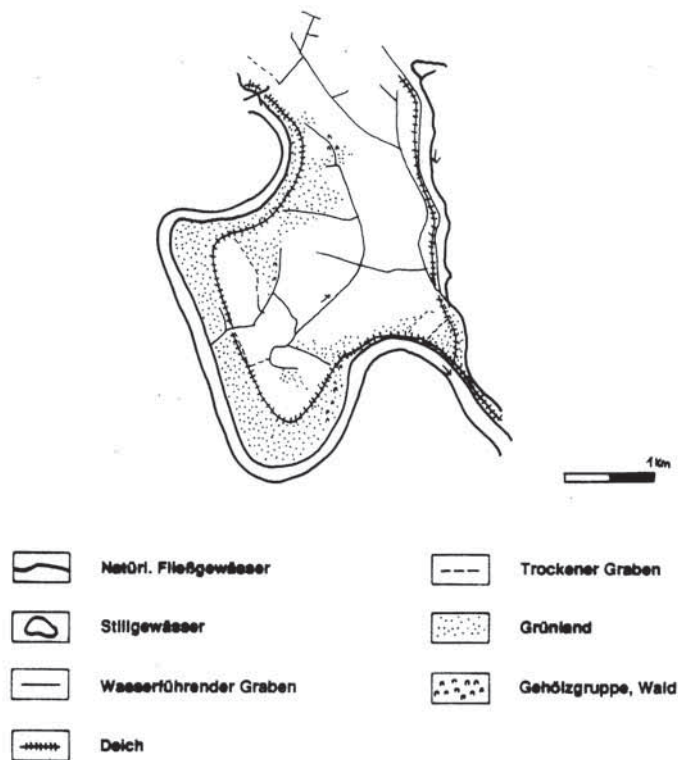 1 Km
Natürl. Fließgewässer
Stillgewässer
Wasserführender Graben
Deich
Trockener Graben
Grünland
Gehölzgruppe, Wald